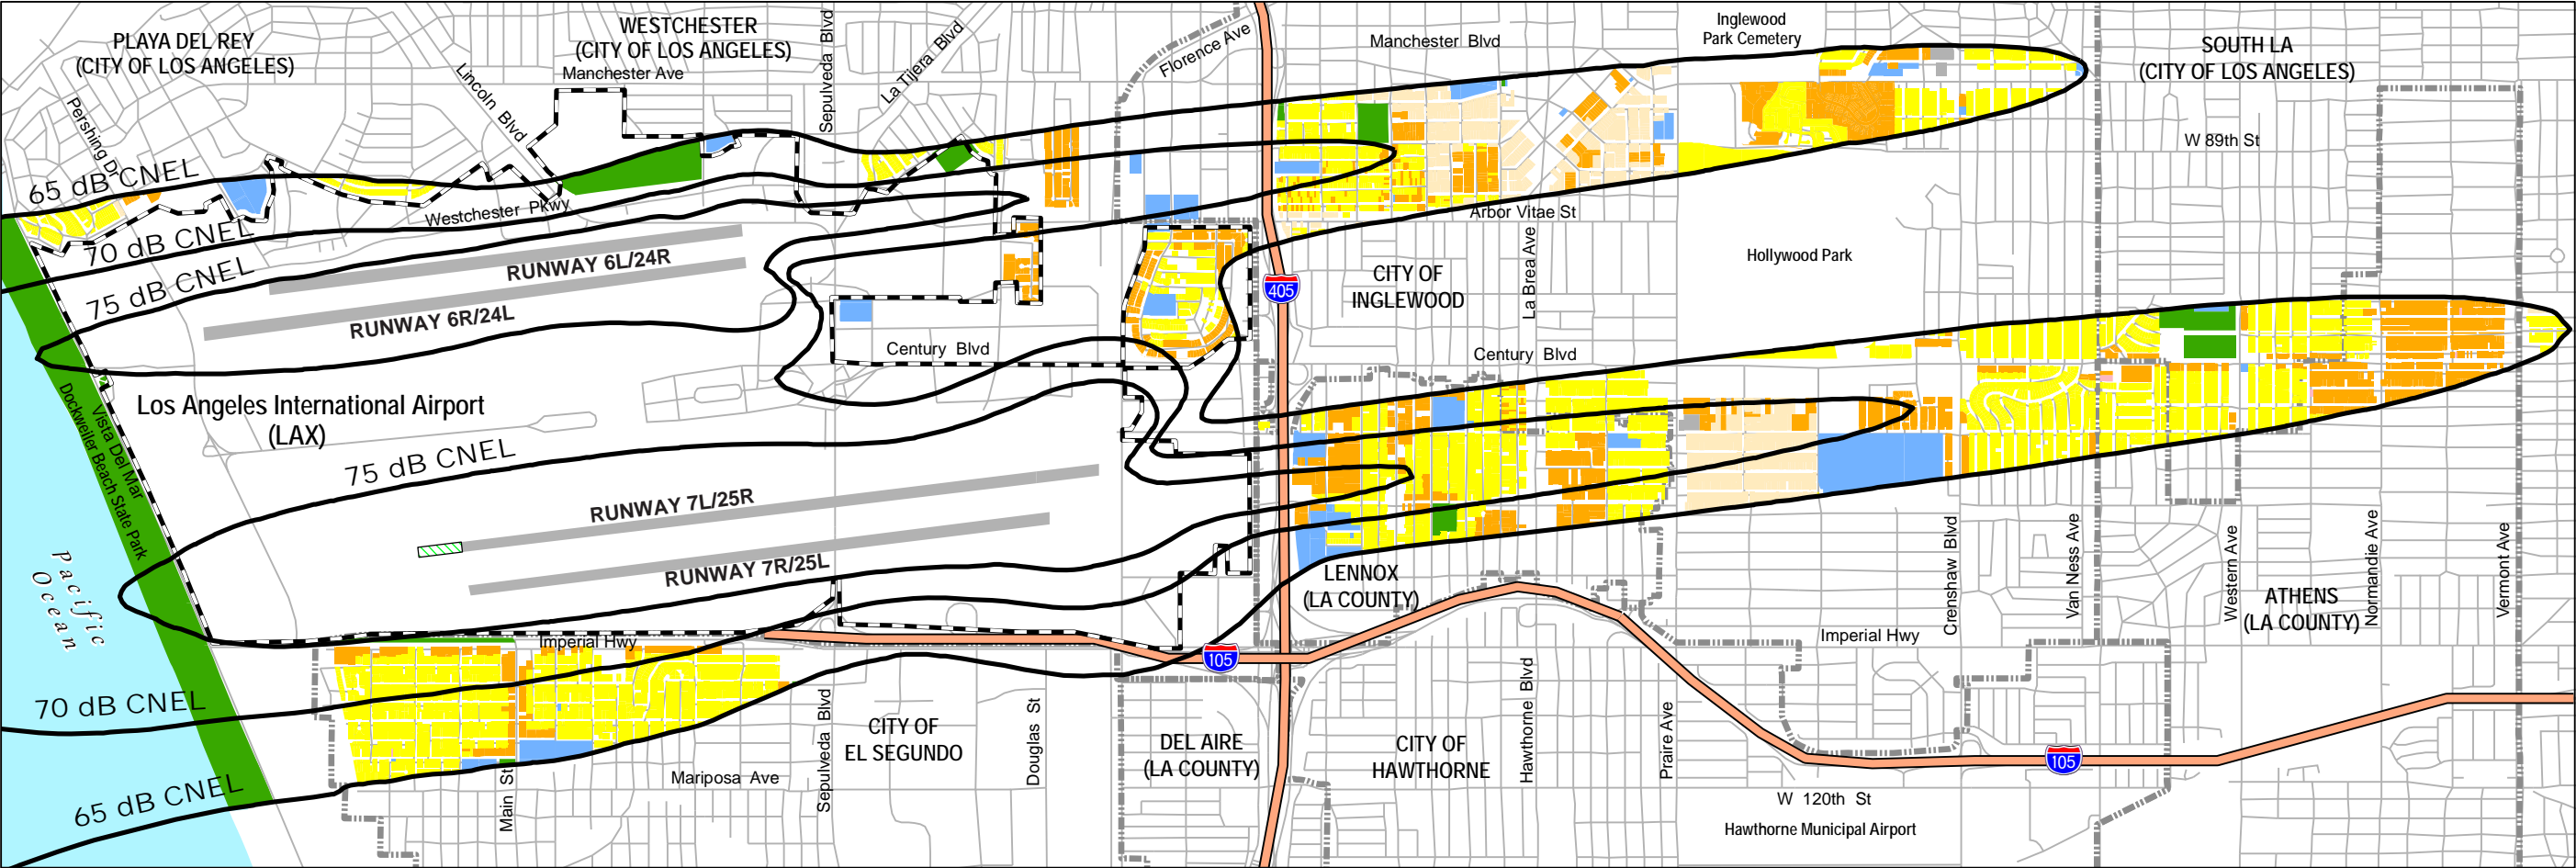 PLAYA DEL REY
(CITY OF LOS ANGELES)
WESTCHESTER
(CITY OF LOS ANGELES)
Manchester Ave
Sepulveda Blvd
La Tijera Blvd
Florence Ave
Manchester Blvd
Inglewood
Park Cemetery
SOUTH LA
(CITY OF LOS ANGELES)
Pershing Dr
Lincoln Blvd
W 89th St
65 dB CNEL
70 dB CNEL
75 dB CNEL
Westchester Pkwy
RUNWAY 6L/24R
RUNWAY 6R/24L
Arbor Vitae St
La Brea Ave
Hollywood Park
CITY OF
INGLEWOOD
405
Century Blvd
Century Blvd
Los Angeles International Airport
(LAX)
Vista Del Mar
Dockweiler Beach State Park
75 dB CNEL
RUNWAY 7L/25R
RUNWAY 7R/25L
Pacific
Ocean
LENNOX
(LA COUNTY)
Crenshaw Blvd
Van Ness Ave
Western Ave
Normandie Ave
Vermont Ave
ATHENS
(LA COUNTY)
Imperial Hwy
105
Imperial Hwy
70 dB CNEL
65 dB CNEL
Main St
Mariposa Ave
Sepulveda Blvd
CITY OF
EL SEGUNDO
Douglas St
DEL AIRE
(LA COUNTY)
CITY OF
HAWTHORNE
Hawthorne Blvd
Praire Ave
105
W 120th St
Hawthorne Municipal Airport